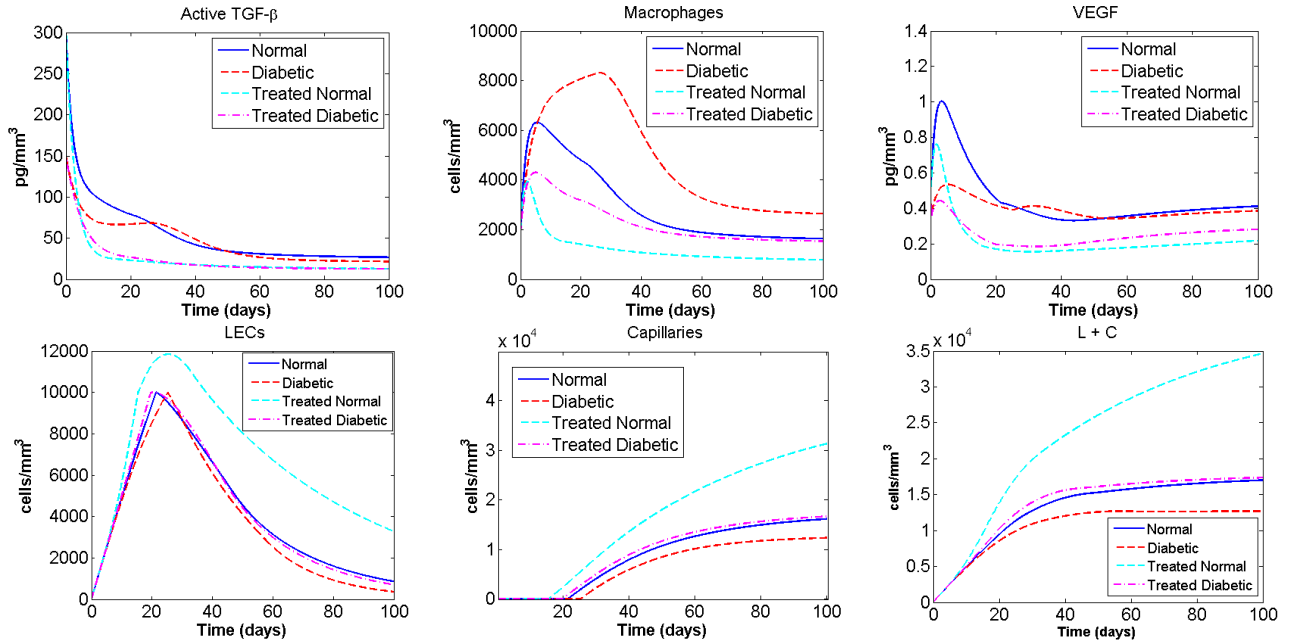 Active TGF-β
300
250
200
150
100
50
0
pg/mm³
0 20 40 60 80 100
Time (days)
Normal
Diabetic
Treated Normal
Treated Diabetic
Macrophages
10000
8000
6000
4000
2000
0
cells/mm³
0 20 40 60 80 100
Time (days)
Normal
Diabetic
Treated Normal
Treated Diabetic
VEGF
1.4
1.2
1
0.8
0.6
0.4
0.2
0
pg/mm³
0 20 40 60 80 100
Time (days)
Normal
Diabetic
Treated Normal
Treated Diabetic
LECs
12000
10000
8000
6000
4000
2000
0
cells/mm³
0 20 40 60 80 100
Time (days)
Normal
Diabetic
Treated Normal
Treated Diabetic
Capillaries
x 10⁴
4
3
2
1
0
cells/mm³
0 20 40 60 80 100
Time (days)
Normal
Diabetic
Treated Normal
Treated Diabetic
L + C
x 10⁴
3.5
3
2.5
2
1.5
1
0.5
0
cells/mm³
0 20 40 60 80 100
Time (days)
Normal
Diabetic
Treated Normal
Treated Diabetic